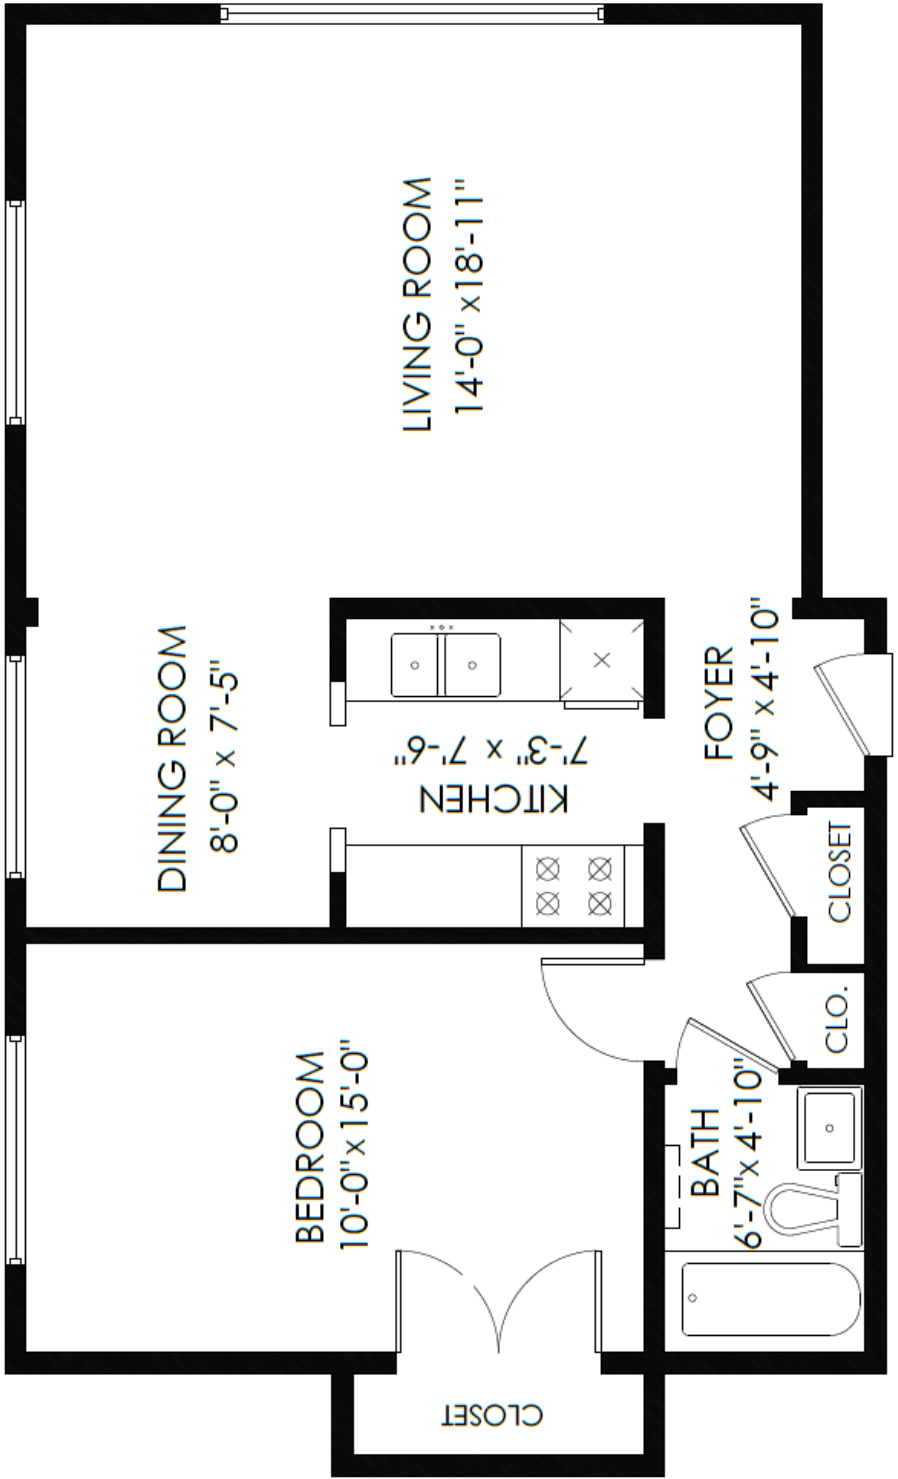 LIVING ROOM
14'-0" x18'-11"
DINING ROOM
8'-0" x 7'-5"
KITCHEN
7'-3" x 7'-6"
FOYER
4'-9" x 4'-10"
CLOSET
CLO.
BEDROOM
10'-0"x15'-0"
BATH
6'-7"x 4'-10"
CLOSET